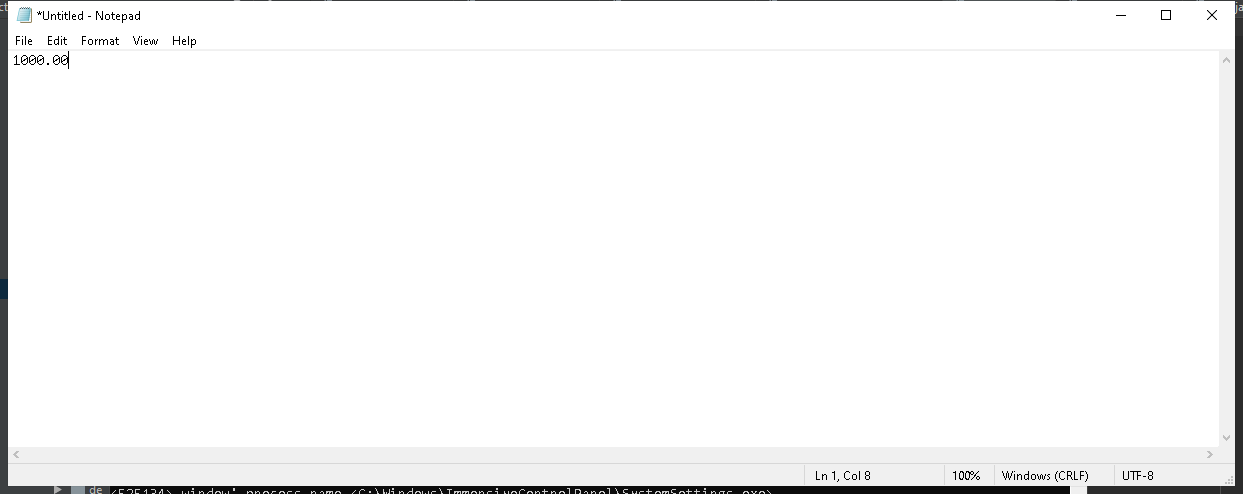 *Untitled - Notepad
File Edit Format View Help
1000.00
Ln 1, Col 8 100% Windows (CRLF) UTF-8
de <525134> window' process name <C:\Windows\ImmersiveControlPanel\SystemSettings.exe>